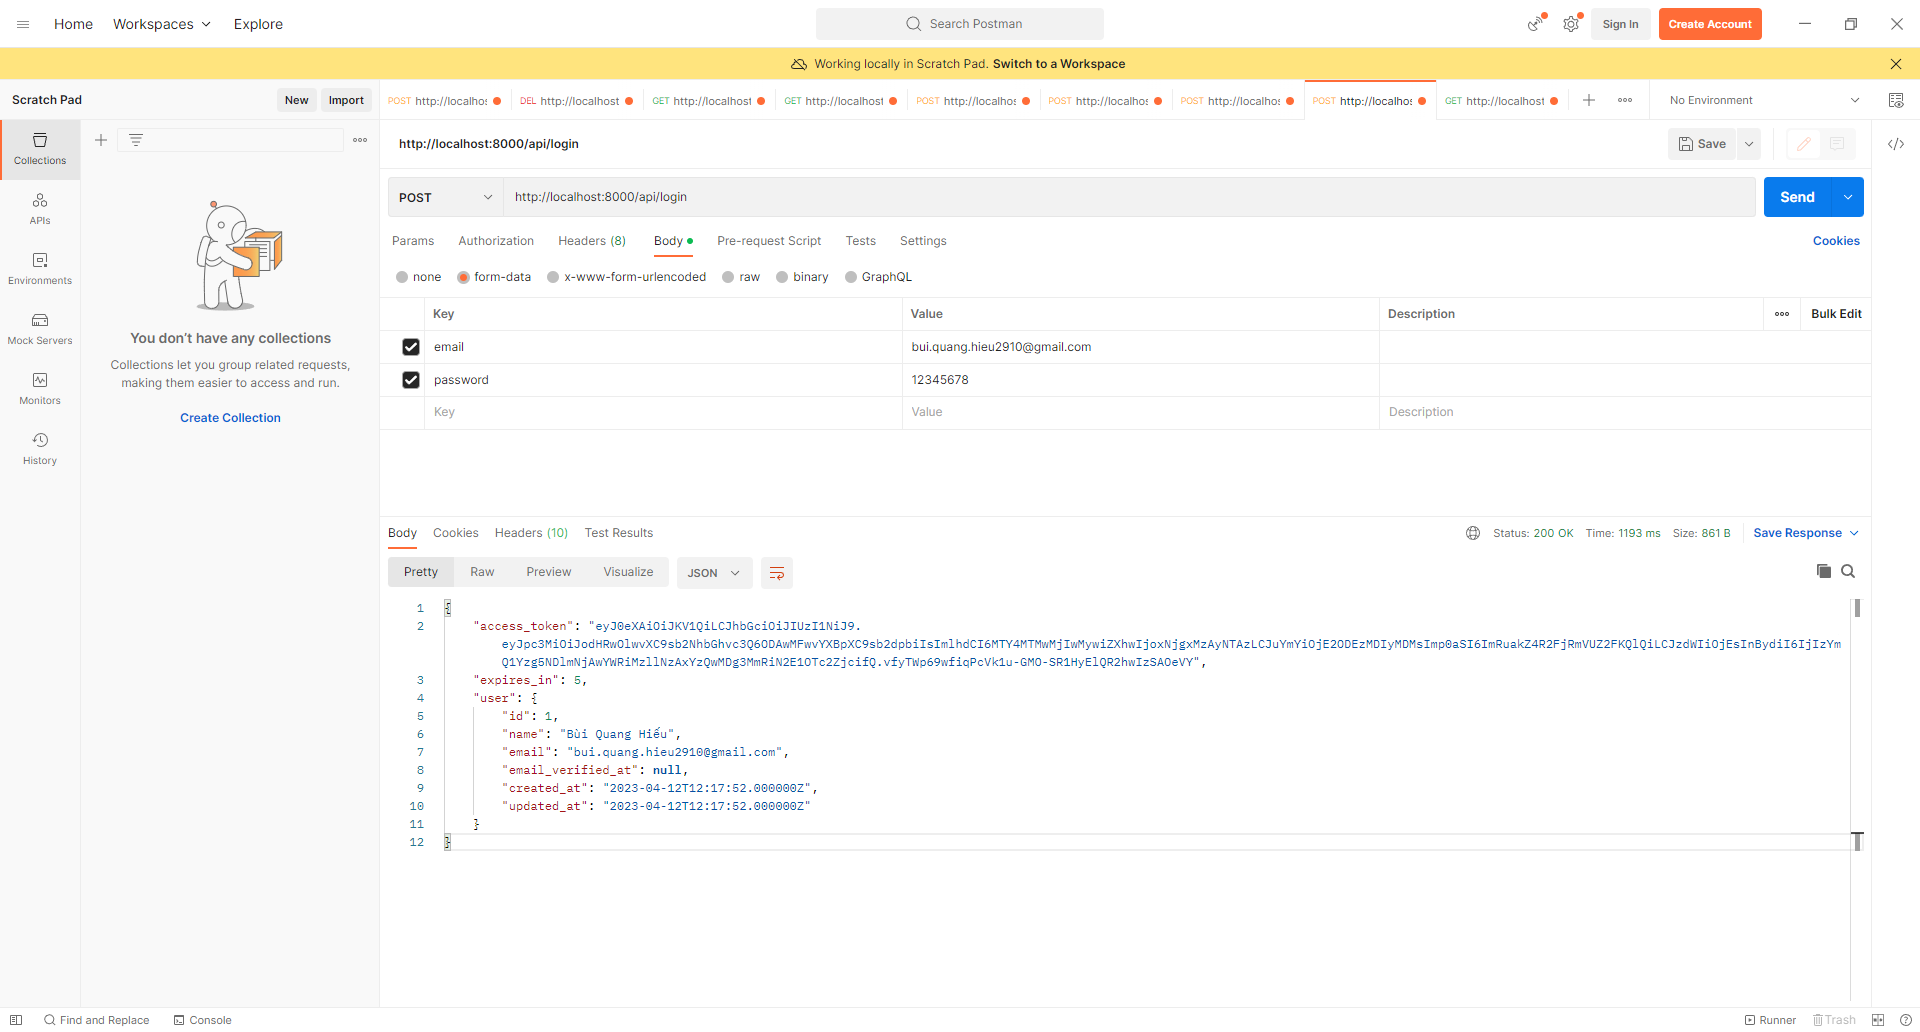 Home Workspaces Explore Search Postman Sign In Create Account
Working locally in Scratch Pad. Switch to a Workspace
Scratch Pad New Import
POST http://localhos DEL http://localhost GET http://localhost GET http://localhost POST http://localhos POST http://localhos POST http://localhos POST http://localhos GET http://localhost No Environment
Collections
APIs
Environments
Mock Servers
Monitors
History
You don't have any collections
Collections let you group related requests,
making them easier to access and run.
Create Collection
http://localhost:8000/api/login Save
POST http://localhost:8000/api/login Send
Params Authorization Headers (8) Body Pre-request Script Tests Settings Cookies
none form-data x-www-form-urlencoded raw binary GraphQL
Key Value Description Bulk Edit
email bui.quang.hieu2910@gmail.com
password 12345678
Key Value Description
Body Cookies Headers (10) Test Results Status: 200 OK Time: 1193 ms Size: 861 B Save Response
Pretty Raw Preview Visualize JSON
1 {
2 "access_token": "eyJ0eXAiOiJKV1QiLCJhbGciOiJIUzI1NiJ9.
3 "expires_in": 5,
4 "user": {
5 "id": 1,
6 "name": "Bùi Quang Hiếu",
7 "email": "bui.quang.hieu2910@gmail.com",
8 "email_verified_at": null,
9 "created_at": "2023-04-12T12:17:52.000000Z",
10 "updated_at": "2023-04-12T12:17:52.000000Z"
11 }
12 }
Find and Replace Console Runner Trash